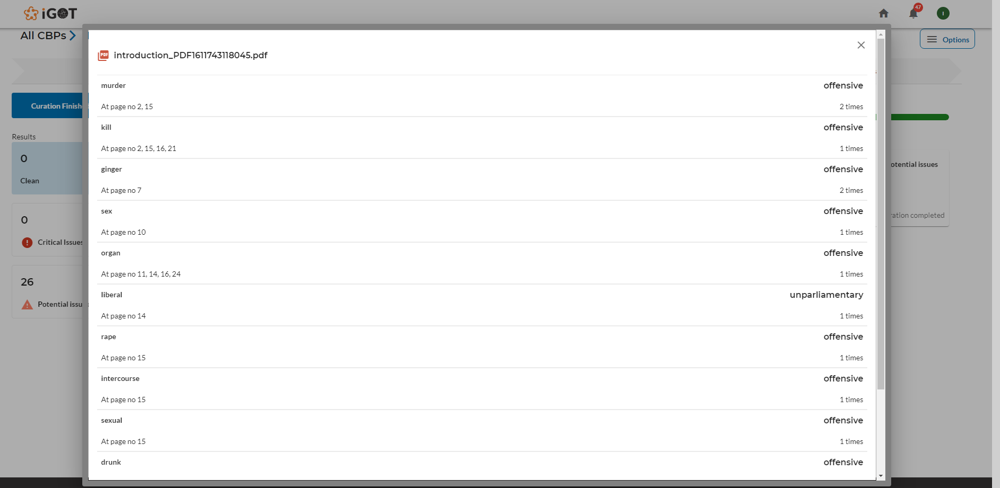 iGOT
47
I
All CBPs
Options
introduction_PDF1611743118045.pdf
murder
offensive
At page no 2, 15
2 times
kill
offensive
At page no 2, 15, 16, 21
1 times
ginger
offensive
At page no 7
2 times
sex
offensive
At page no 10
1 times
organ
offensive
At page no 11, 14, 16, 24
1 times
liberal
unparliamentary
At page no 14
1 times
rape
offensive
At page no 15
1 times
intercourse
offensive
At page no 15
1 times
sexual
offensive
At page no 15
1 times
drunk
offensive
Curation Finish
Results
0
Clean
0
Critical Issues
26
Potential issu
otential issues
ration completed